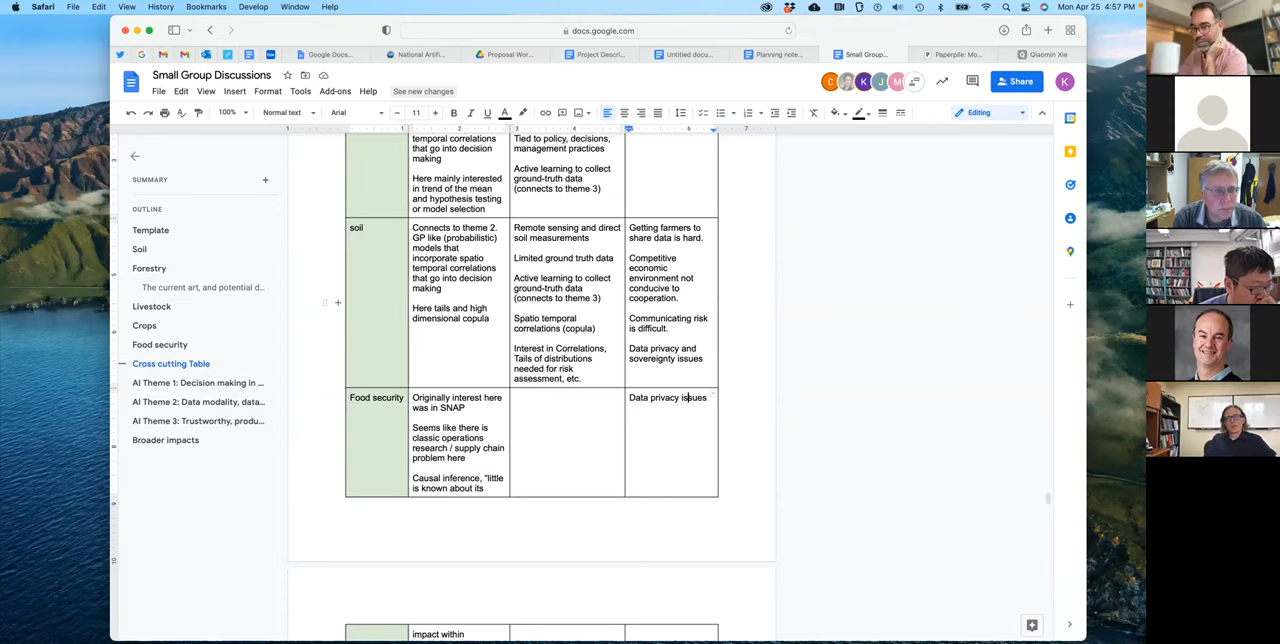 Safari File Edit View History Bookmarks Develop Window Help Mon Apr 25 4:57 PM
docs.google.com
Google Docs... National Artifi... Proposal Wor... Project Descri... Untitled docu... Planning note... Small Group... Paperpile: Mo... Qiaomin Xie
Small Group Discussions
File Edit View Insert Format Tools Add-ons Help See new changes
Share
K
100% Normal text Arial 11 Editing
SUMMARY
OUTLINE
Template
Soil
Forestry
The current art, and potential d...
Livestock
Crops
Food security
Cross cutting Table
AI Theme 1: Decision making in ...
AI Theme 2: Data modality, data...
AI Theme 3: Trustworthy, produ...
Broader impacts
temporal correlations
that go into decision
making
Here mainly interested
in trend of the mean
and hypothesis testing
or model selection
Tied to policy, decisions,
management practices
Active learning to collect
ground-truth data
(connects to theme 3)
soil
Connects to theme 2.
GP like (probabilistic)
models that
incorporate spatio
temporal correlations
that go into decision
making
Here tails and high
dimensional copula
Remote sensing and direct
soil measurements
Limited ground truth data
Active learning to collect
ground-truth data
(connects to theme 3)
Spatio temporal
correlations (copula)
Interest in Correlations,
Tails of distributions
needed for risk
assessment, etc.
Getting farmers to
share data is hard.
Competitive
economic
environment not
conducive to
cooperation.
Communicating risk
is difficult.
Data privacy and
sovereignty issues
Food security
Originally interest here
was in SNAP
Seems like there is
classic operations
research / supply chain
problem here
Causal inference, "little
is known about its
Data privacy issues
impact within